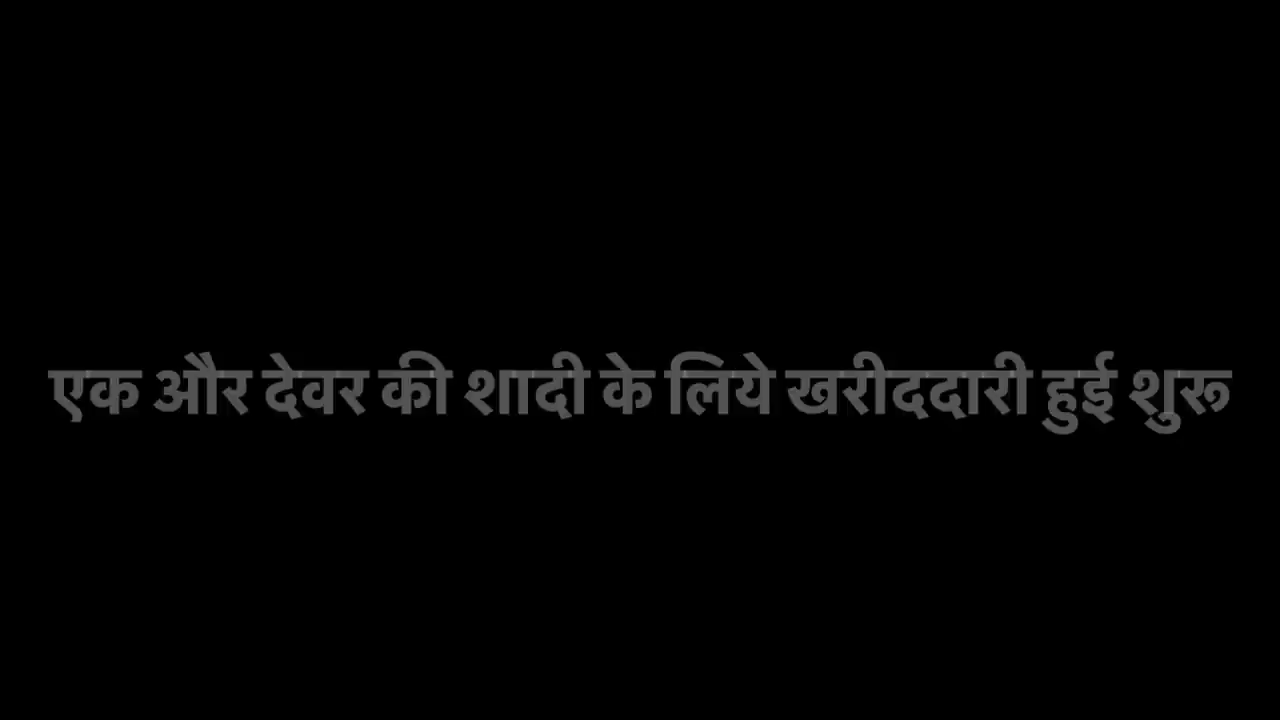 एक और देवर की शादी के लिये खरीददारी हुई शुरू